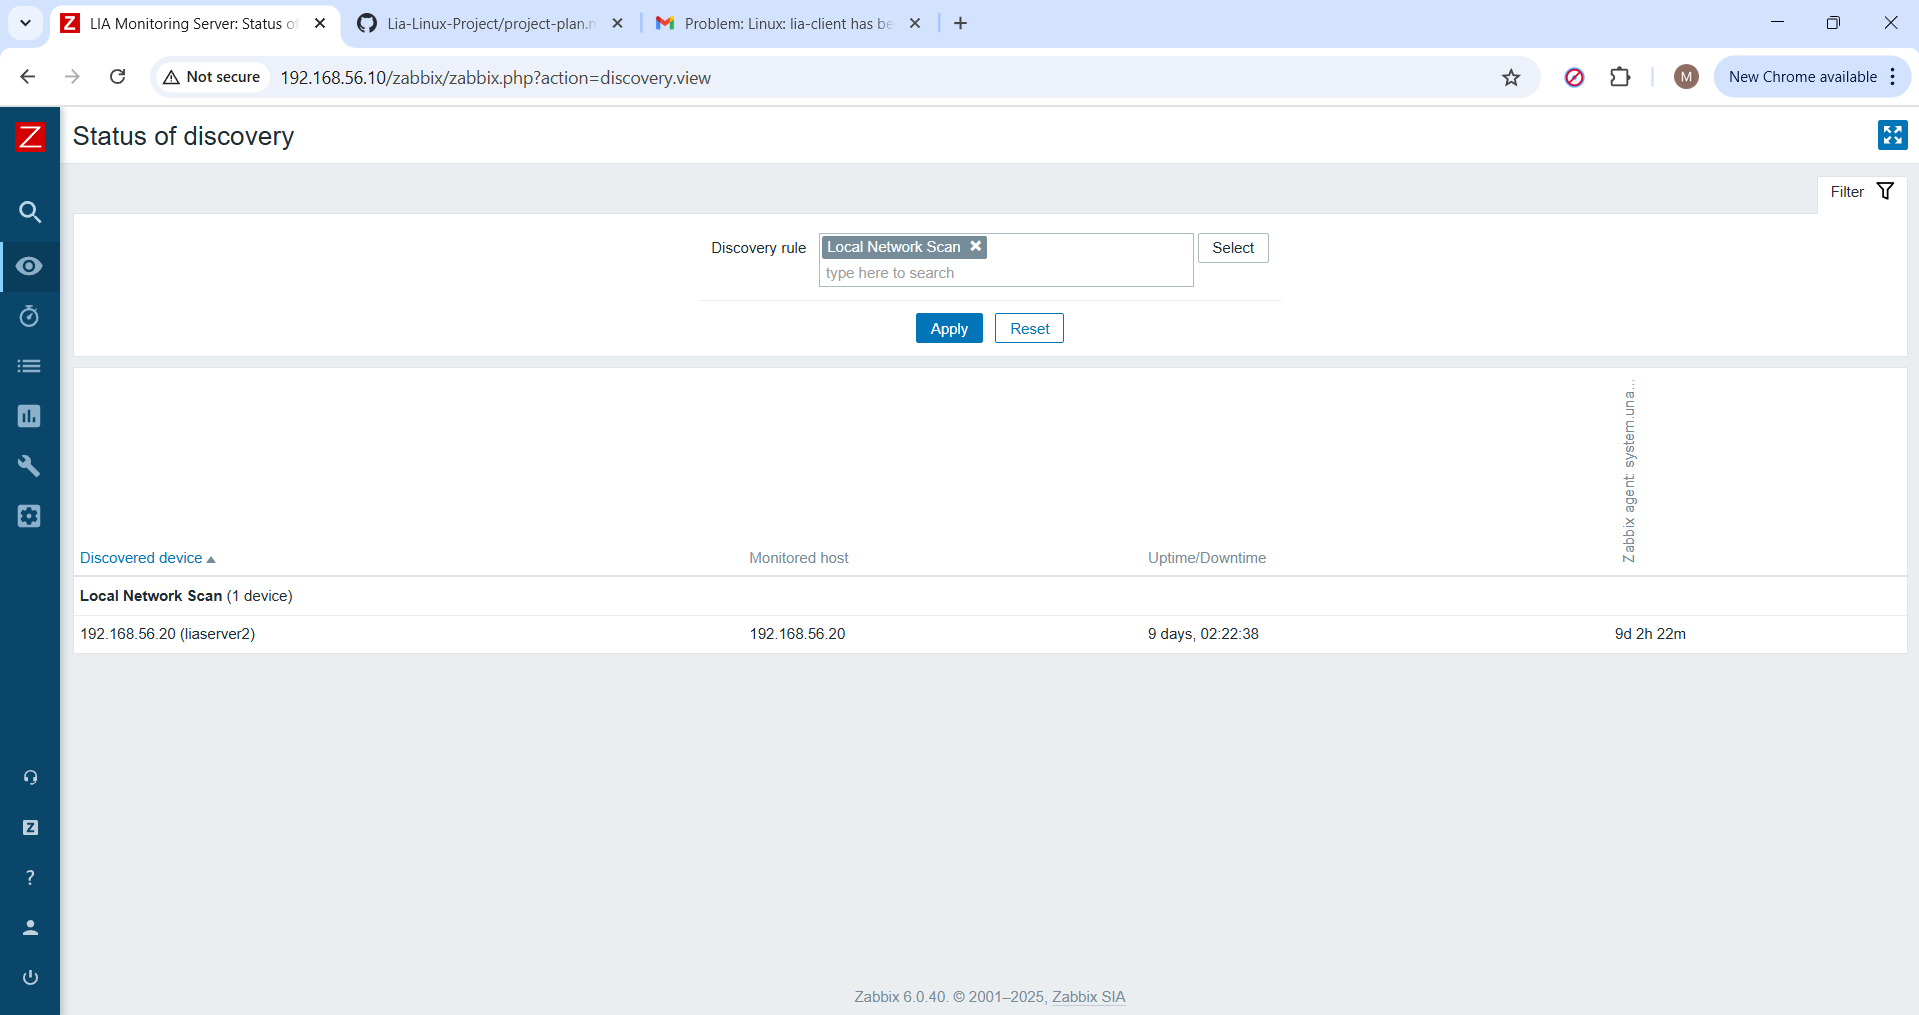 LIA Monitoring Server: Status of
Lia-Linux-Project/project-plan.m
Problem: Linux: lia-client has be
Not secure
192.168.56.10/zabbix/zabbix.php?action=discovery.view
M
New Chrome available
Z
Status of discovery
Filter
Discovery rule
Local Network Scan
Select
type here to search
Apply
Reset
Zabbix agent: system.una...
Discovered device
Monitored host
Uptime/Downtime
Local Network Scan (1 device)
192.168.56.20 (liaserver2)
192.168.56.20
9 days, 02:22:38
9d 2h 22m
Z
?
Zabbix 6.0.40. © 2001–2025, Zabbix SIA